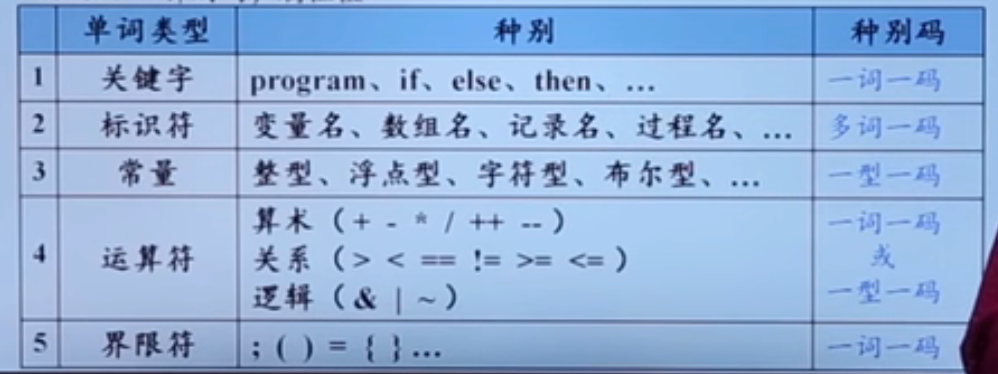 单词类型 种别 种别码
1 关键字 program、if、else、then、… 一词一码
2 标识符 变量名、数组名、记录名、过程名、… 多词一码
3 常量 整型、浮点型、字符型、布尔型、… 一型一码
算术 ( + - * / ++ -- ) 一词一码
4 运算符 关系 ( > < == != >= <= ) 或
逻辑 ( & | ~ ) 一型一码
5 界限符 ; ( ) = { } … 一词一码